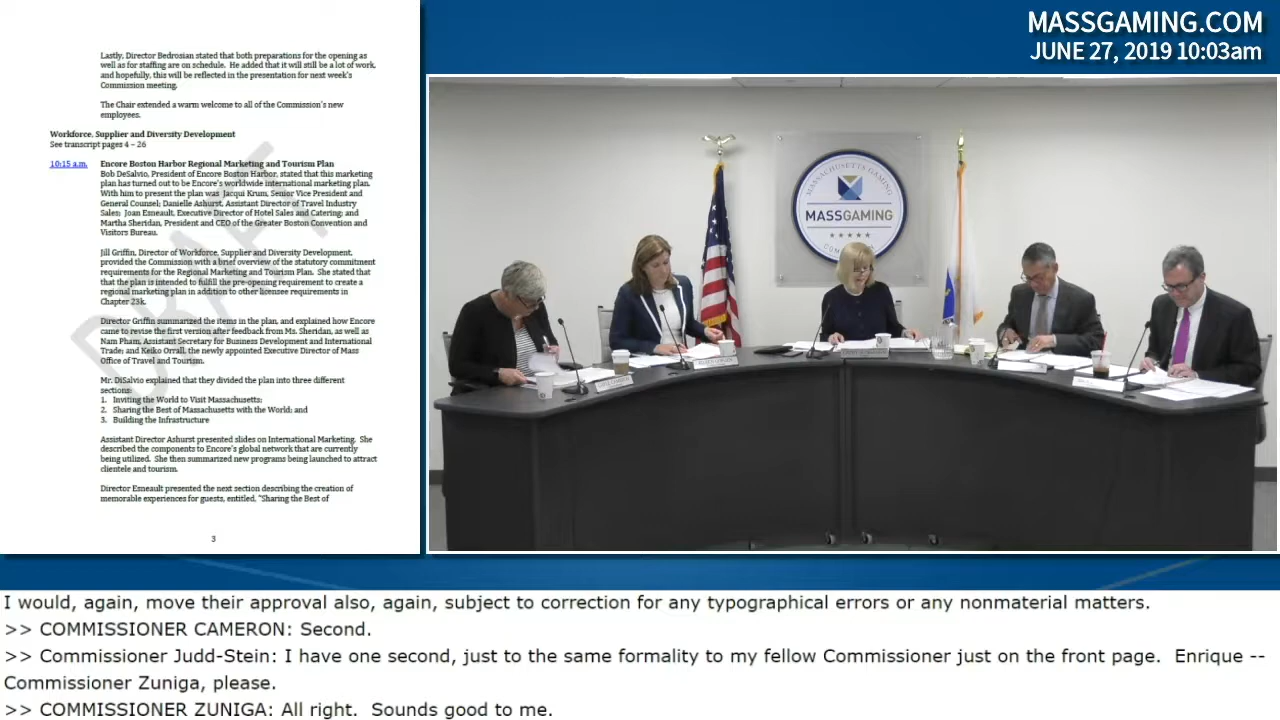 MASSGAMING.COM
JUNE 27, 2019 10:03am
Lastly, Director Bedrosian stated that both preparations for the opening as
well as for staffing are on schedule. He added that it will still be a lot of work,
and hopefully, this will be reflected in the presentation for next week's
Commission meeting.
The Chair extended a warm welcome to all of the Commission's new
employees.
Workforce, Supplier and Diversity Development
See transcript pages 4 – 26
10:15 a.m. Encore Boston Harbor Regional Marketing and Tourism Plan
Bob DeSalvio, President of Encore Boston Harbor, stated that this marketing
plan has turned out to be Encore's worldwide international marketing plan.
With him to present the plan was Jacqui Krum, Senior Vice President and
General Counsel; Danielle Ashurst, Assistant Director of Travel Industry
Sales; Joan Esneault, Executive Director of Hotel Sales and Catering; and
Martha Sheridan, President and CEO of the Greater Boston Convention and
Visitors Bureau.
Jill Griffin, Director of Workforce, Supplier and Diversity Development,
provided the Commission with a brief overview of the statutory commitment
requirements for the Regional Marketing and Tourism Plan. She stated that
that the plan is intended to fulfill the pre-opening requirement to create a
regional marketing plan in addition to other licensee requirements in
Chapter 23k.
Director Griffin summarized the items in the plan, and explained how Encore
came to revise the first version after feedback from Ms. Sheridan, as well as
Nam Pham, Assistant Secretary for Business Development and International
Trade; and Keiko Orrall, the newly appointed Executive Director of Mass
Office of Travel and Tourism.
Mr. DiSalvio explained that they divided the plan into three different
sections:
1. Inviting the World to Visit Massachusetts;
2. Sharing the Best of Massachusetts with the World; and
3. Building the Infrastructure
Assistant Director Ashurst presented slides on International Marketing. She
described the components to Encore's global network that are currently
being utilized. She then summarized new programs being launched to attract
clientele and tourism.
Director Esneault presented the next section describing the creation of
memorable experiences for guests, entitled, "Sharing the Best of
3
DRAFT
MASSACHUSETTS GAMING
MASSGAMING
I would, again, move their approval also, again, subject to correction for any typographical errors or any nonmaterial matters.
>> COMMISSIONER CAMERON: Second.
>> Commissioner Judd-Stein: I have one second, just to the same formality to my fellow Commissioner just on the front page. Enrique --
Commissioner Zuniga, please.
>> COMMISSIONER ZUNIGA: All right. Sounds good to me.